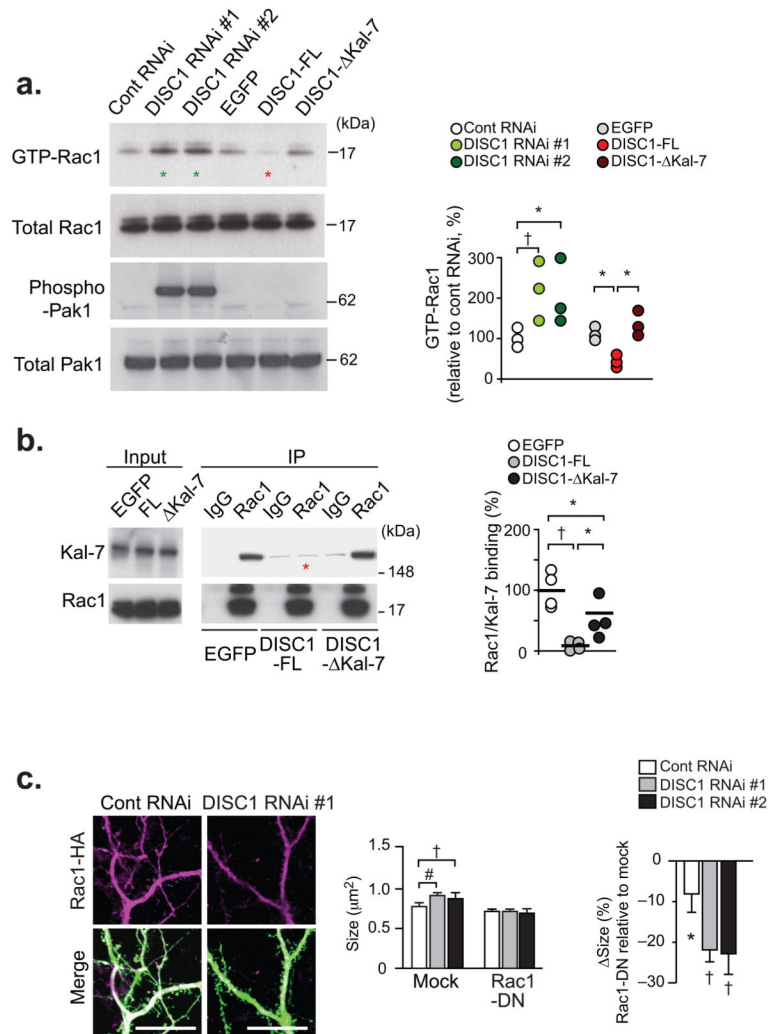 a.
Cont RNAi
DISC1 RNAi #1
DISC1 RNAi #2
EGFP
DISC1-FL
DISC1-ΔKal-7
(kDa)
GTP-Rac1
17
* * *
Total Rac1
17
Phospho
-Pak1
62
Total Pak1
62
Cont RNAi
DISC1 RNAi #1
DISC1 RNAi #2
EGFP
DISC1-FL
DISC1-ΔKal-7
GTP-Rac1
(relative to cont RNAi, %)
300
200
100
0
*
†
* *
b.
Input
IP
EGFP
FL
ΔKal-7
IgG
Rac1
IgG
Rac1
IgG
Rac1
(kDa)
Kal-7
*
148
Rac1
17
EGFP
DISC1
-FL
DISC1
-ΔKal-7
EGFP
DISC1-FL
DISC1-ΔKal-7
Rac1/Kal-7 binding (%)
200
100
0
*
† *
c.
Cont RNAi DISC1 RNAi #1
Rac1-HA
Merge
Size (μm2)
1.5
1.0
0.5
0
†
#
Mock
Rac1
-DN
Cont RNAi
DISC1 RNAi #1
DISC1 RNAi #2
ΔSize (%)
Rac1-DN relative to mock
0
−10
−20
−30
*
† †